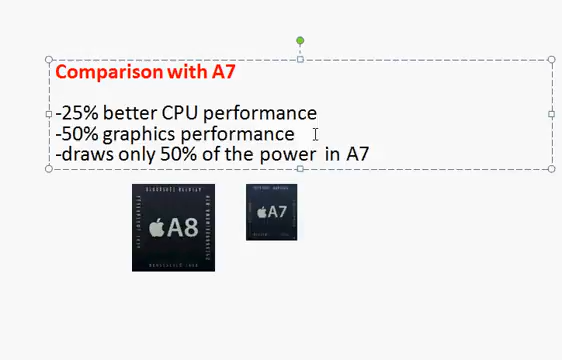 Comparison with A7
-25% better CPU performance
-50% graphics performance
-draws only 50% of the power in A7
A8
A7